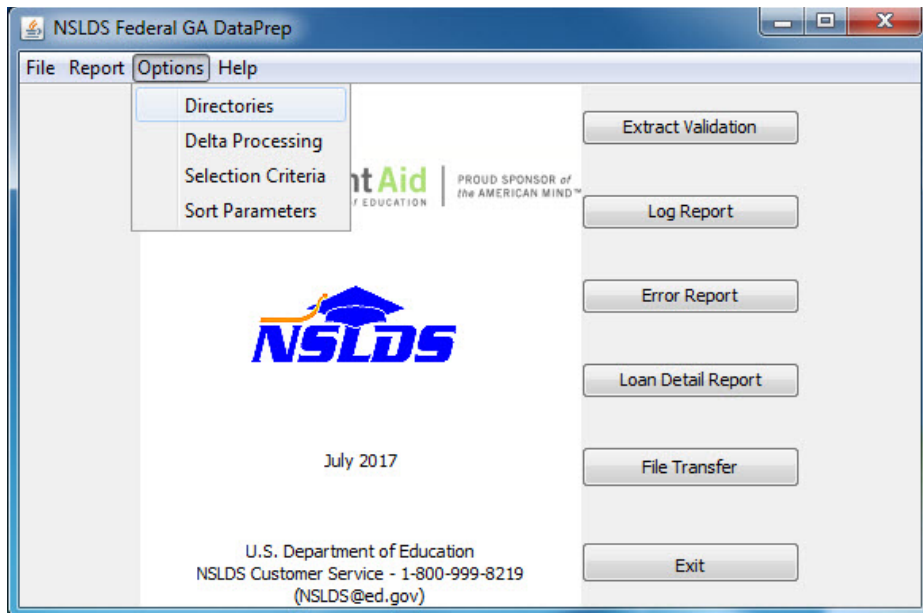 NSLDS Federal GA DataPrep
File Report Options Help
Directories
Delta Processing
Selection Criteria
Sort Parameters
Aid
EDUCATION
PROUD SPONSOR of
the AMERICAN MIND™
NSLDS
July 2017
U.S. Department of Education
NSLDS Customer Service - 1-800-999-8219
(NSLDS@ed.gov)
Extract Validation
Log Report
Error Report
Loan Detail Report
File Transfer
Exit